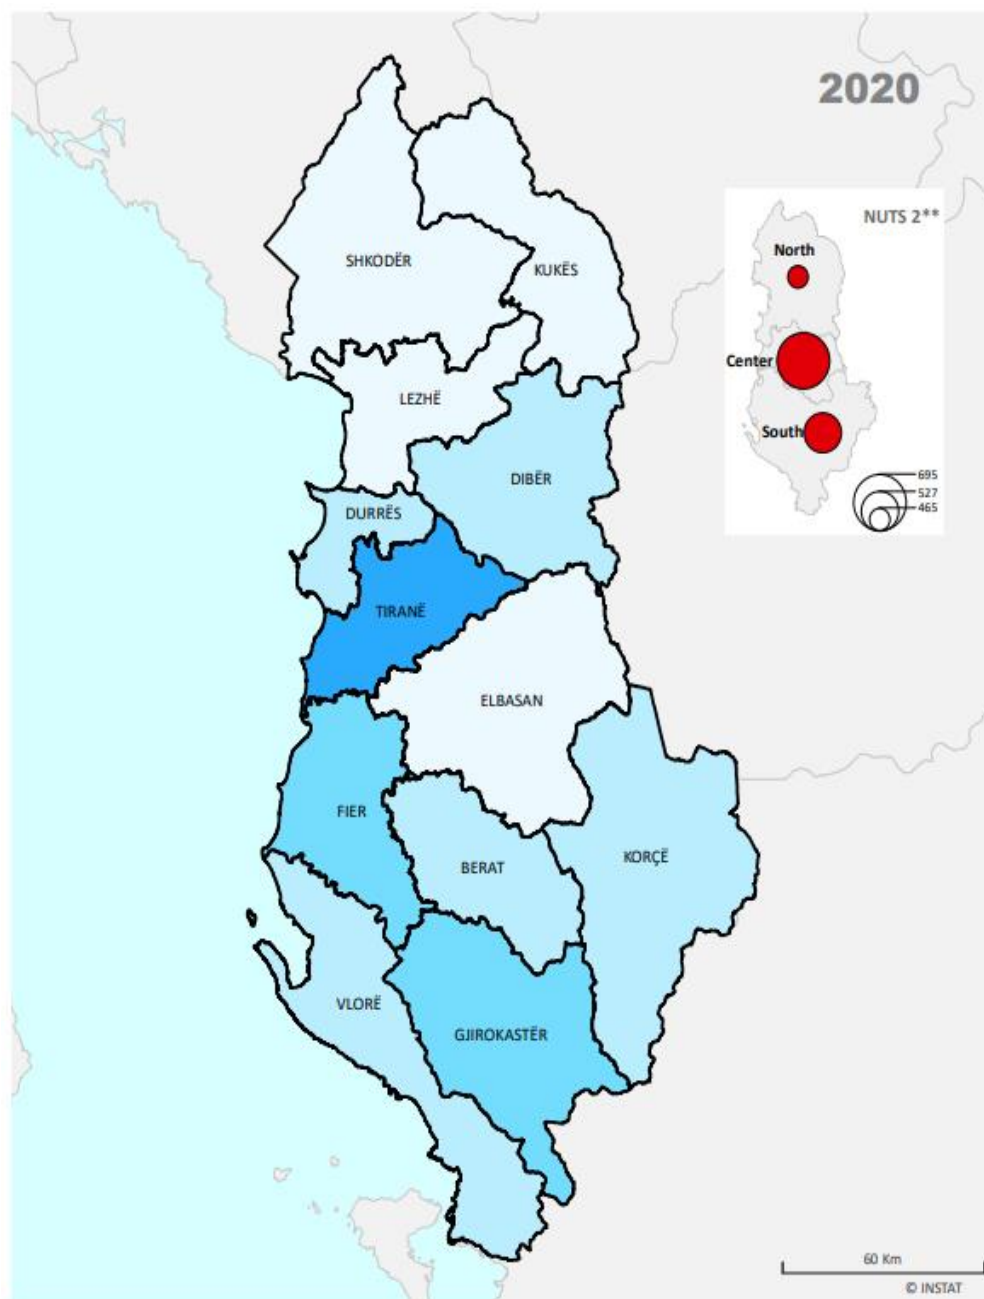 2020
NUTS 2**
North
Center
South
695
527
465
SHKODËR
KUKËS
LEZHË
DIBËR
DURRËS
TIRANË
ELBASAN
FIER
BERAT
KORÇË
VLORË
GJIROKASTËR
60 Km
© INSTAT